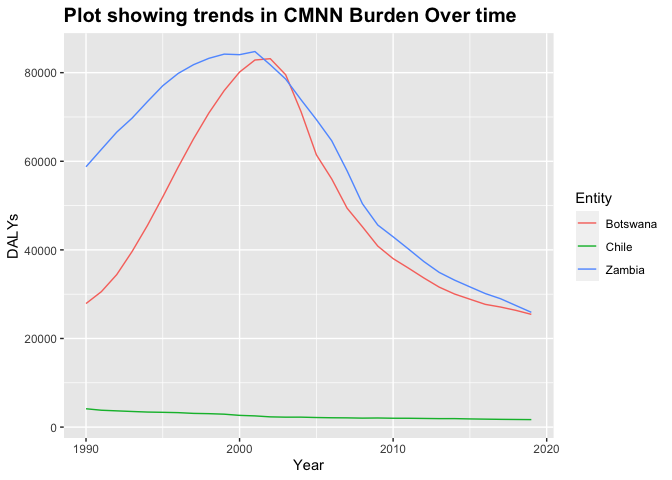 Plot showing trends in CMNN Burden Over time
DALYs
80000
60000
40000
20000
0
1990
2000
2010
2020
Year
Entity
Botswana
Chile
Zambia